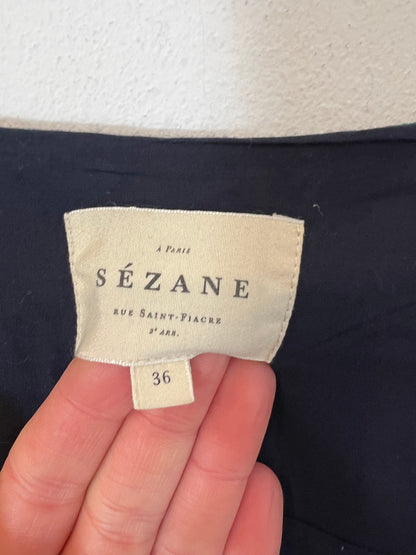 À PARIS
SÉZANE
RUE SAINT-FIACRE
2e ARR.
36